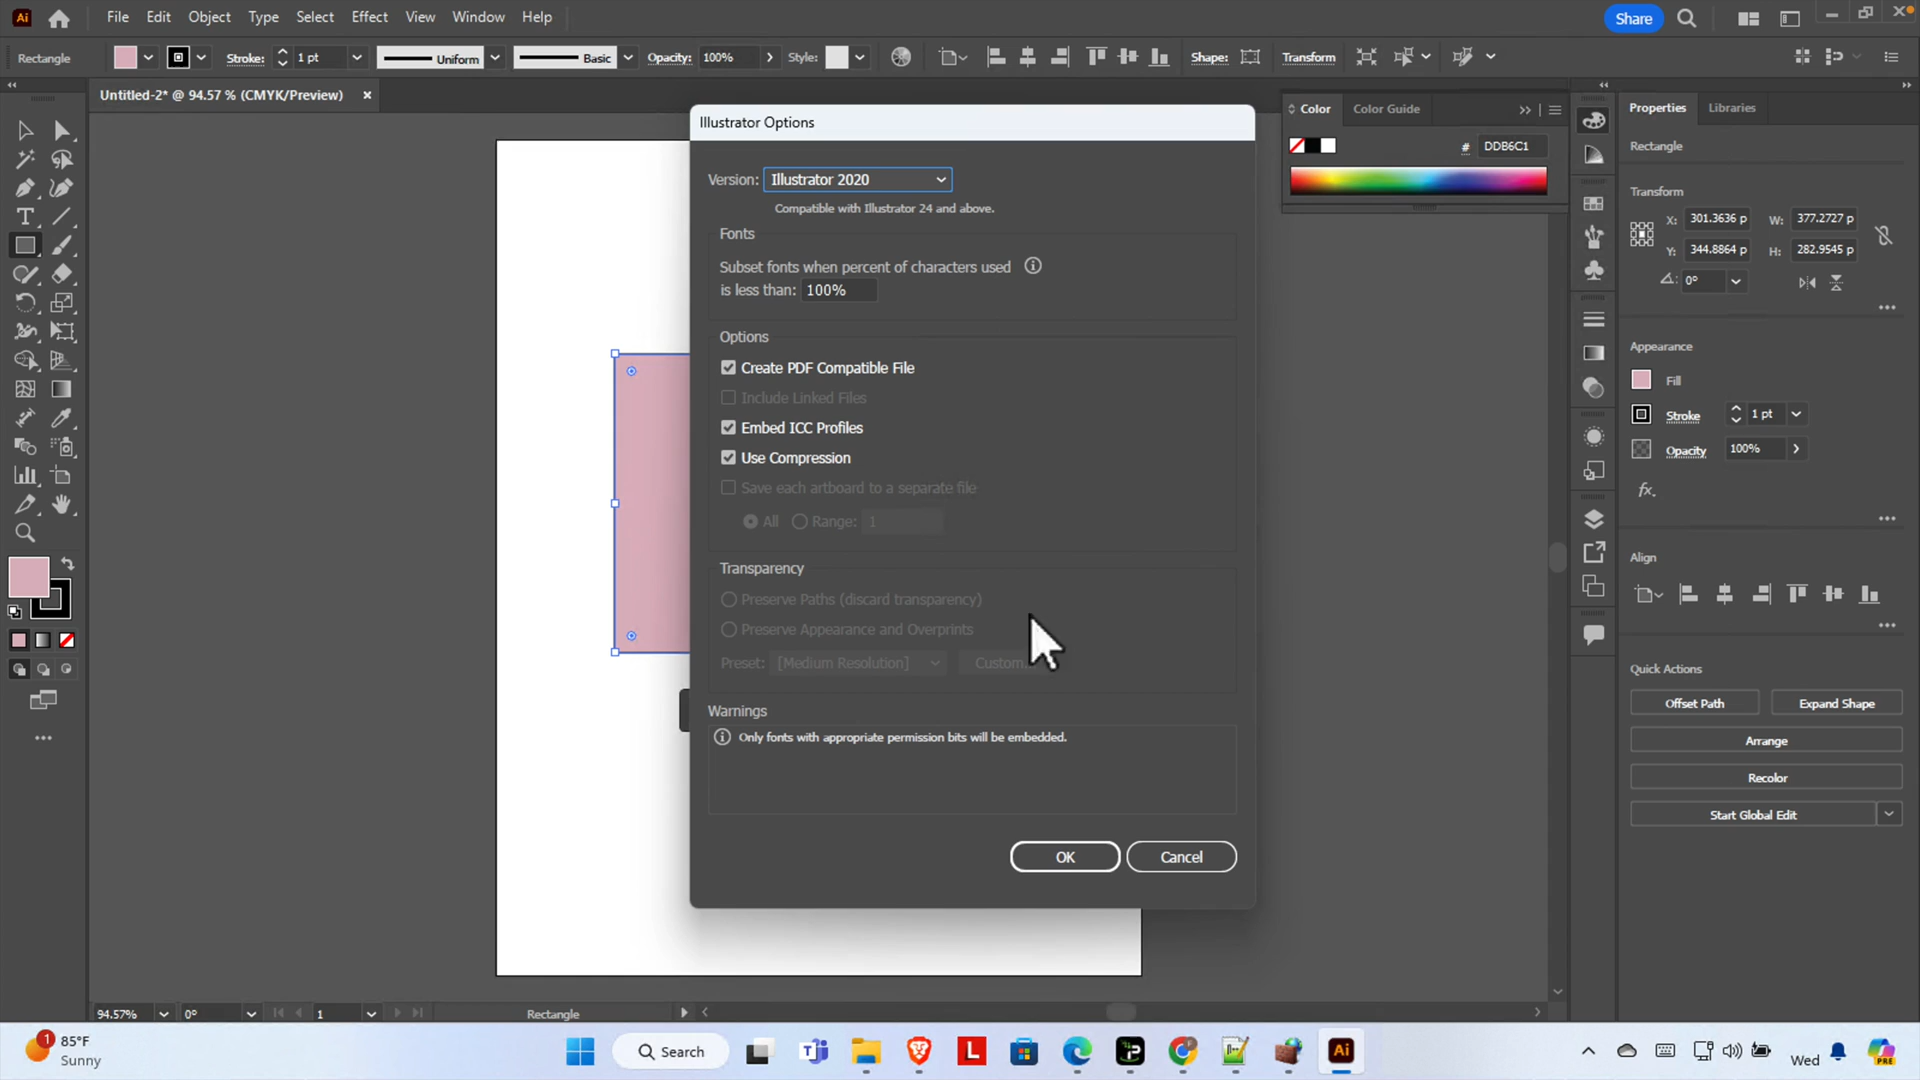 Ai File Edit Object Type Select Effect View Window Help Share
Rectangle Stroke: 1 pt Uniform Basic Opacity: 100% Style: Shape: Transform
Untitled-2* @ 94.57 % (CMYK/Preview) ×
Color Color Guide
# DDB6C1
Properties Libraries
Rectangle
Transform
X: 301.3636 p W: 377.2727 p
Y: 344.8864 p H: 282.9545 p
0°
Appearance
Fill
Stroke 1 pt
Opacity 100%
fx.
Align
Quick Actions
Offset Path Expand Shape
Arrange
Recolor
Start Global Edit
Illustrator Options
Version: Illustrator 2020
Compatible with Illustrator 24 and above.
Fonts
Subset fonts when percent of characters used
is less than: 100%
Options
Create PDF Compatible File
Include Linked Files
Embed ICC Profiles
Use Compression
Save each artboard to a separate file
All Range: 1
Transparency
Preserve Paths (discard transparency)
Preserve Appearance and Overprints
Preset: [Medium Resolution] Custom...
Warnings
Only fonts with appropriate permission bits will be embedded.
OK Cancel
94.57% 0° 1 Rectangle
1 85°F
Sunny
Search
L
Ai
Wed
PRE